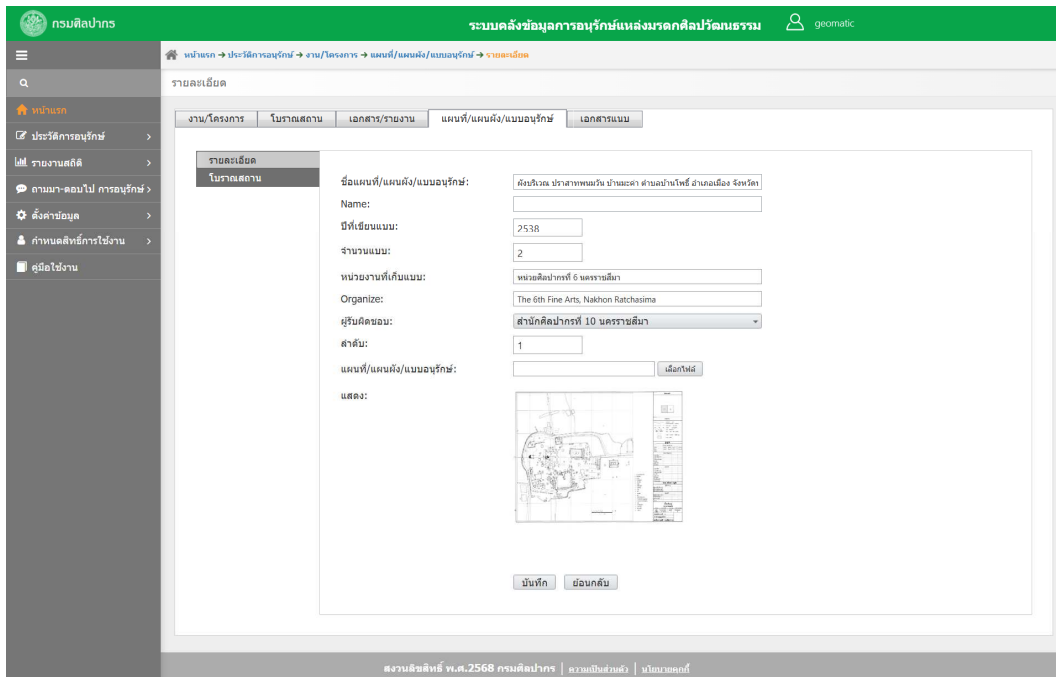 กรมศิลปากร
ระบบคลังข้อมูลการอนุรักษ์แหล่งมรดกศิลปวัฒนธรรม
geomatic
หน้าแรก → ประวัติการอนุรักษ์ → งาน/โครงการ → แผนที่/แผนผัง/แบบอนุรักษ์ → รายละเอียด
รายละเอียด
หน้าแรก
ประวัติการอนุรักษ์
รายงานสถิติ
ถามมา-ตอบไป การอนุรักษ์
ตั้งค่าข้อมูล
กำหนดสิทธิ์การใช้งาน
คู่มือใช้งาน
งาน/โครงการ
โบราณสถาน
เอกสาร/รายงาน
แผนที่/แผนผัง/แบบอนุรักษ์
เอกสารแนบ
รายละเอียด
โบราณสถาน
ชื่อแผนที่/แผนผัง/แบบอนุรักษ์: ผังบริเวณ ปราสาทพนมวัน บ้านมะค่า ตำบลบ้านโพธิ์ อำเภอเมือง จังหวัดน
Name:
ปีที่เขียนแบบ: 2538
จำนวนแบบ: 2
หน่วยงานที่เก็บแบบ: หน่วยศิลปากรที่ 6 นครราชสีมา
Organize: The 6th Fine Arts, Nakhon Ratchasima
ผู้รับผิดชอบ: สำนักศิลปากรที่ 10 นครราชสีมา
ลำดับ: 1
แผนที่/แผนผัง/แบบอนุรักษ์: เลือกไฟล์
แสดง:
บันทึก ย้อนกลับ
สงวนลิขสิทธิ์ พ.ศ.2568 กรมศิลปากร | ความเป็นส่วนตัว | นโยบายคุกกี้